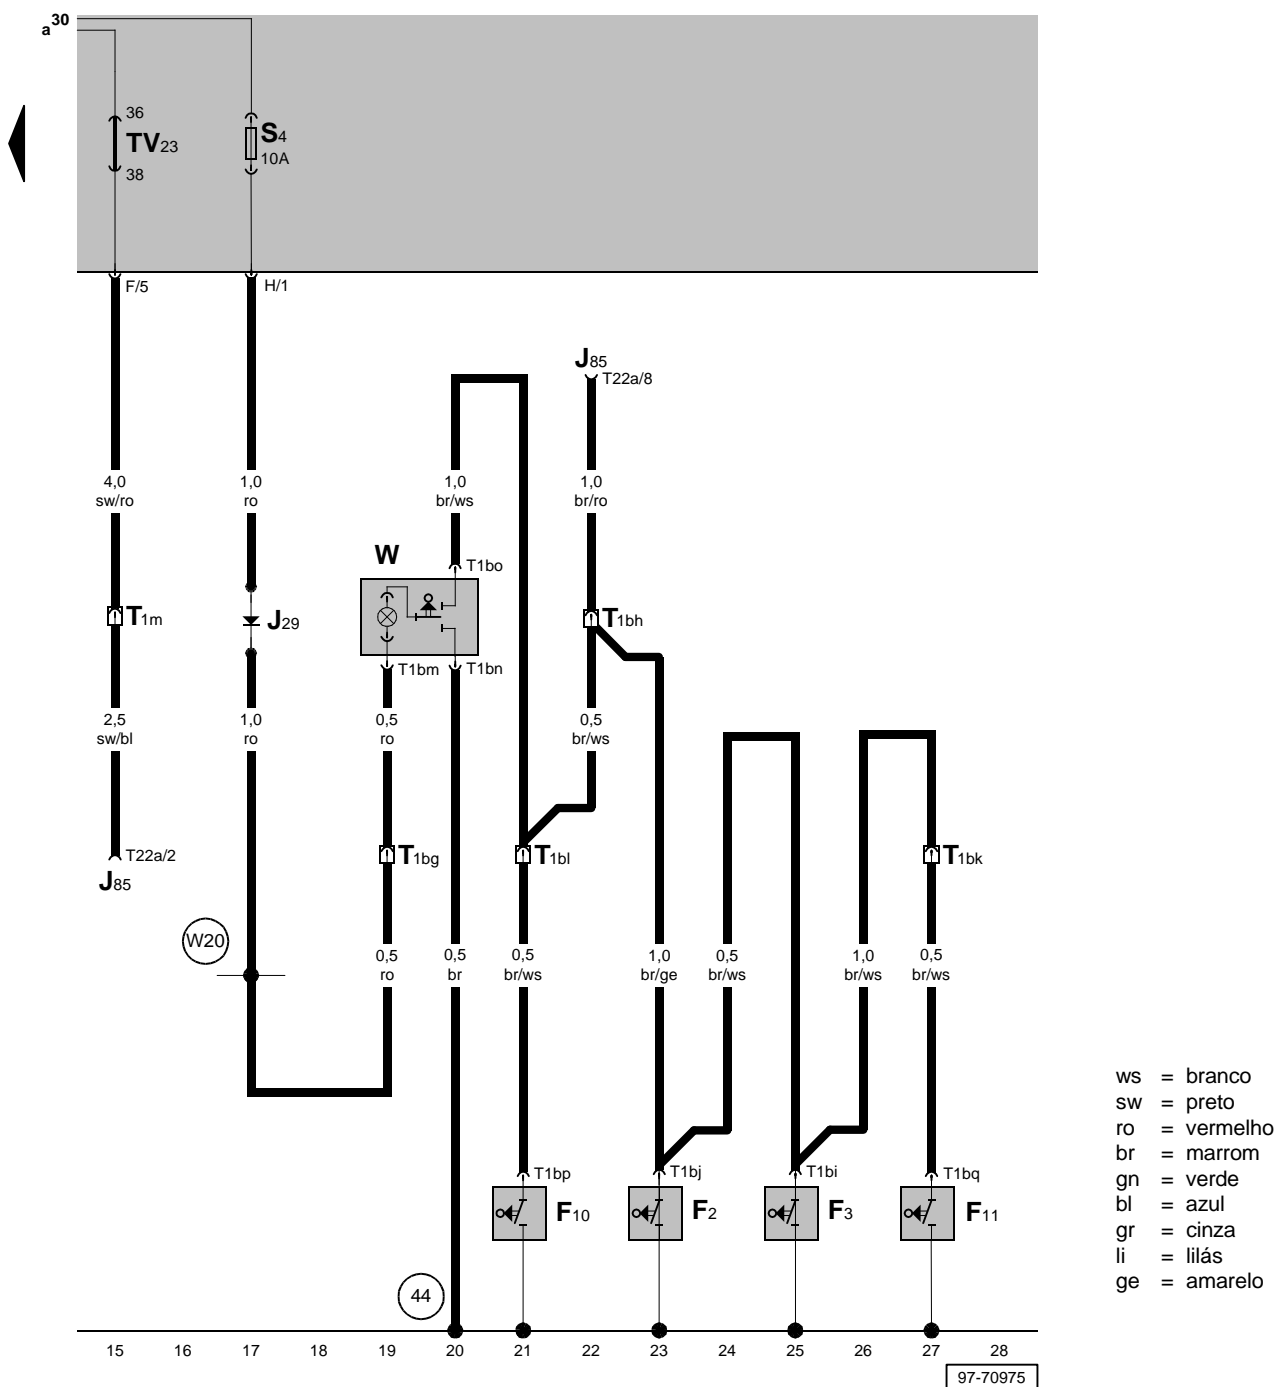 30
a
36
TV23
38
S4
10A
F/5
H/1
J85
T22a/8
4,0
sw/ro
1,0
ro
1,0
br/ws
1,0
br/ro
W
T1bo
T1m
J29
T1bh
T1bm
T1bn
2,5
sw/bl
1,0
ro
0,5
ro
0,5
br/ws
T22a/2
J85
T1bg
T1bl
T1bk
W20
0,5
ro
0,5
br
0,5
br/ws
1,0
br/ge
0,5
br/ws
1,0
br/ws
0,5
br/ws
T1bp
F10
T1bj
F2
T1bi
F3
T1bq
F11
44
15 16 17 18 19 20 21 22 23 24 25 26 27 28
97-70975
ws = branco
sw = preto
ro = vermelho
br = marrom
gn = verde
bl = azul
gr = cinza
li = lilás
ge = amarelo